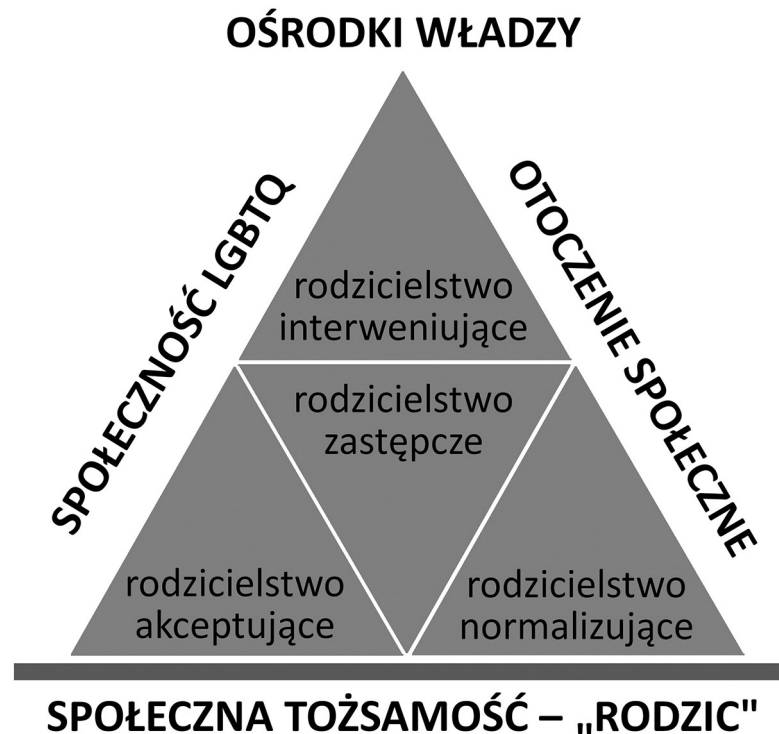 OŚRODKI WŁADZY
SPOŁECZNOŚĆ LGBTQ
OTOCZENIE SPOŁECZNE
rodzicielstwo
interweniujące
rodzicielstwo
zastępcze
rodzicielstwo
akceptujące
rodzicielstwo
normalizujące
SPOŁECZNA TOŻSAMOŚĆ – „RODZIC"